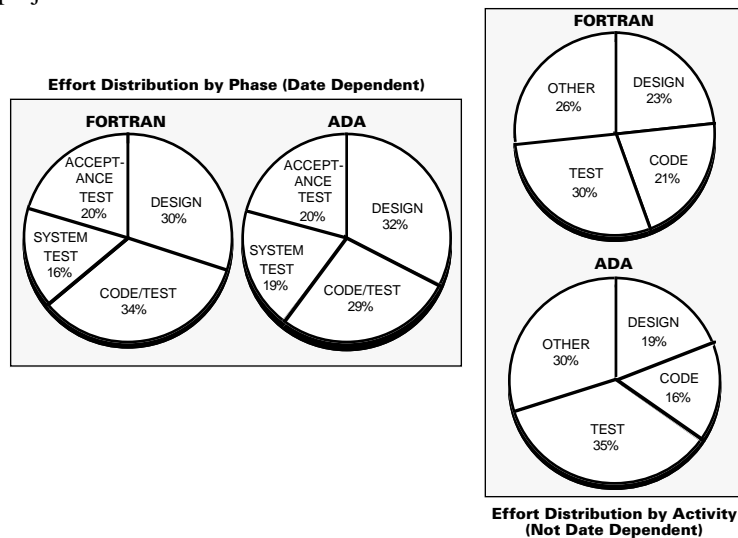 Effort Distribution by Phase (Date Dependent)
FORTRAN
ACCEPT-
ANCE
TEST
20%
DESIGN
30%
SYSTEM
TEST
16%
CODE/TEST
34%
ADA
ACCEPT-
ANCE
TEST
20%
DESIGN
32%
SYSTEM
TEST
19%
CODE/TEST
29%
FORTRAN
OTHER
26%
DESIGN
23%
TEST
30%
CODE
21%
ADA
OTHER
30%
DESIGN
19%
CODE
16%
TEST
35%
Effort Distribution by Activity
(Not Date Dependent)